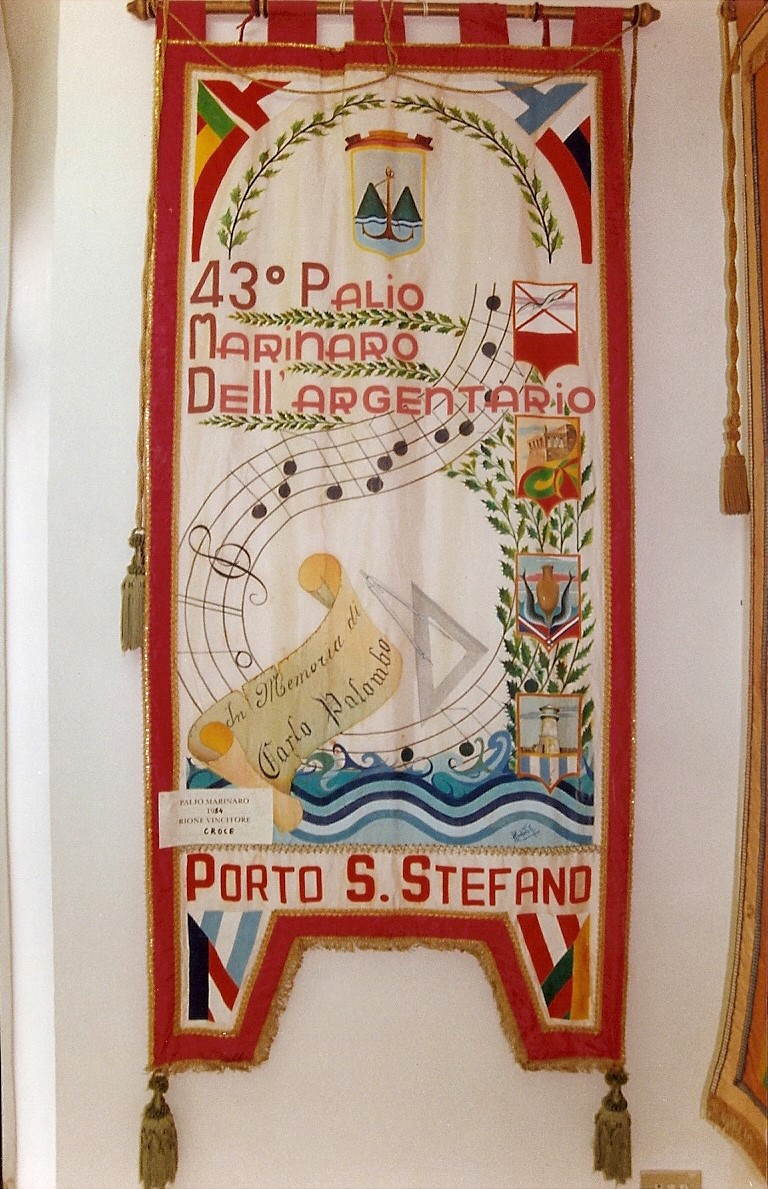 43° Palio
Marinaro
Dell'Argentario
In Memoria di
Carlo Palombo
PALIO MARINARO
1984
RIONE VINCITORE
CROCE
PORTO S. STEFANO